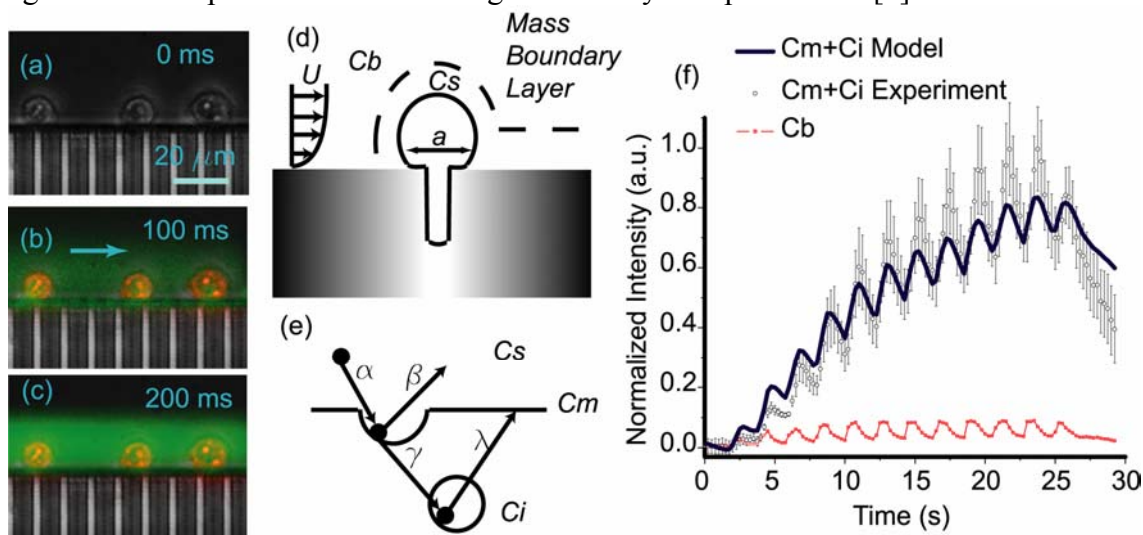 (a)
0 ms
20 μm
(b)
100 ms
(c)
200 ms
(d)
U
Cb
Cs
a
Mass
Boundary
Layer
(e)
α
β
Cs
Cm
γ
λ
Ci
(f)
Cm+Ci Model
Cm+Ci Experiment
Cb
Normalized Intensity (a.u.)
1.0
0.8
0.6
0.4
0.2
0.0
0 5 10 15 20 25 30
Time (s)